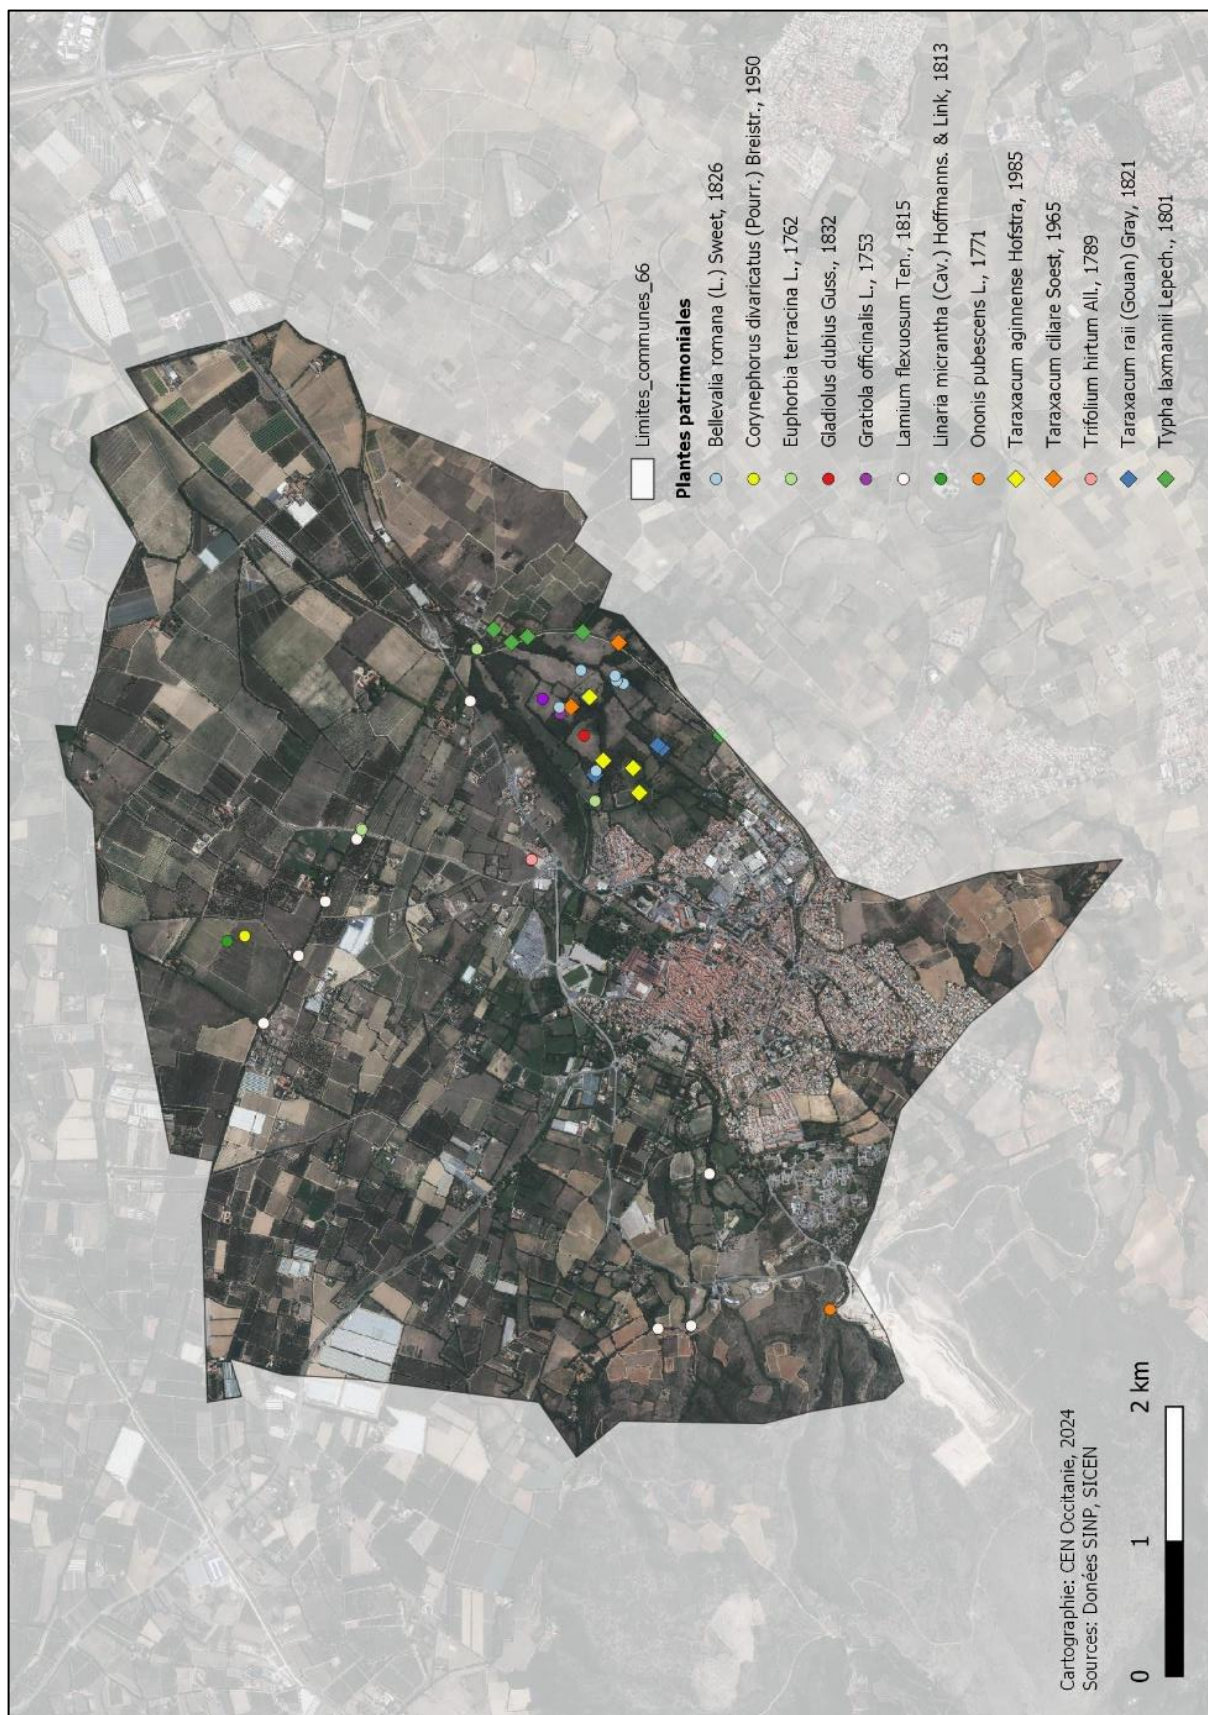 Limites_communes_66
Plantes patrimoniales
Bellevalia romana (L.) Sweet, 1826
Corynephorus divaricatus (Pourr.) Breistr., 1950
Euphorbia terracina L., 1762
Gladiolus dubius Guss., 1832
Gratiola officinalis L., 1753
Lamium flexuosum Ten., 1815
Linaria micrantha (Cav.) Hoffmanns. & Link, 1813
Ononis pubescens L., 1771
Taraxacum aginnense Hofstra, 1985
Taraxacum ciliare Soest, 1965
Trifolium hirtum All., 1789
Taraxacum raii (Gouan) Gray, 1821
Typha laxmannii Lepech., 1801
Cartographie: CEN Occitanie, 2024
Sources: Donées SINP, SICEN
0 1 2 km